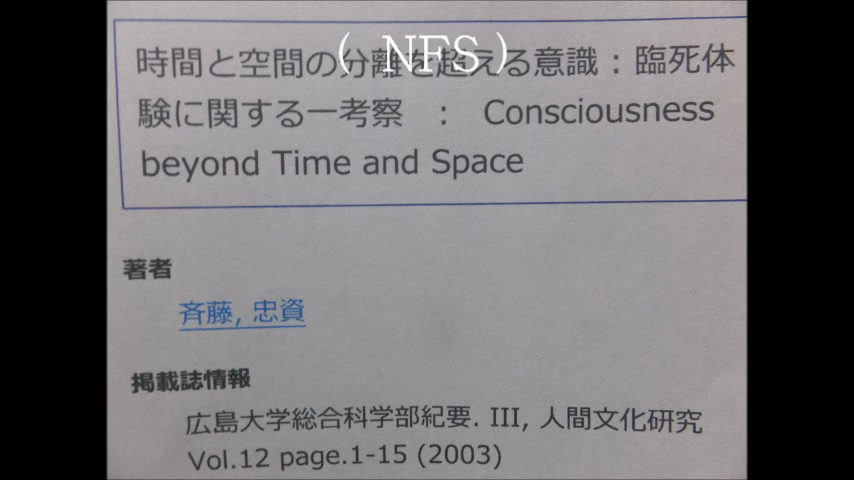 ( NFS )
時間と空間の分離を超える意識:臨死体
験に関する一考察 : Consciousness
beyond Time and Space
著者
斉藤, 忠資
掲載誌情報
広島大学総合科学部紀要. III, 人間文化研究
Vol.12 page.1-15 (2003)